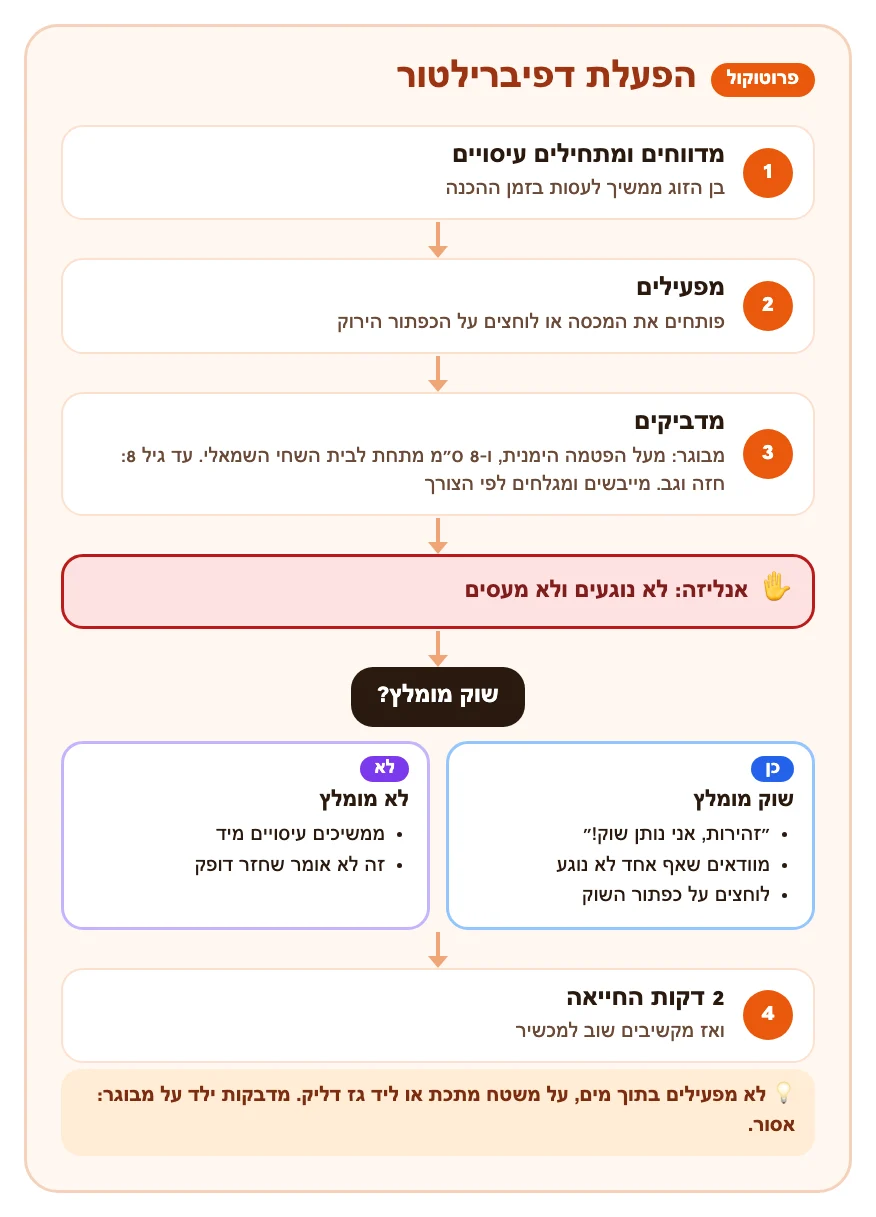 פרוטוקול הפעלת דפיברילטור
1
מדווחים ומתחילים עיסויים
בן הזוג ממשיך לעסות בזמן ההכנה
2
מפעילים
פותחים את המכסה או לוחצים על הכפתור הירוק
3
מדביקים
מבוגר: מעל הפטמה הימנית, ו-8 ס״מ מתחת לבית השחי השמאלי. עד גיל 8:
חזה וגב. מייבשים ומגלחים לפי הצורך
אנליזה: לא נוגעים ולא מעסים
שוק מומלץ?
כן
שוק מומלץ
• ״זהירות, אני נותן שוק!״
• מוודאים שאף אחד לא נוגע
• לוחצים על כפתור השוק
לא
לא מומלץ
• ממשיכים עיסויים מיד
• זה לא אומר שחזר דופק
4
2 דקות החייאה
ואז מקשיבים שוב למכשיר
לא מפעילים בתוך מים, על משטח מתכת או ליד גז דליק. מדבקות ילד על מבוגר:
אסור.